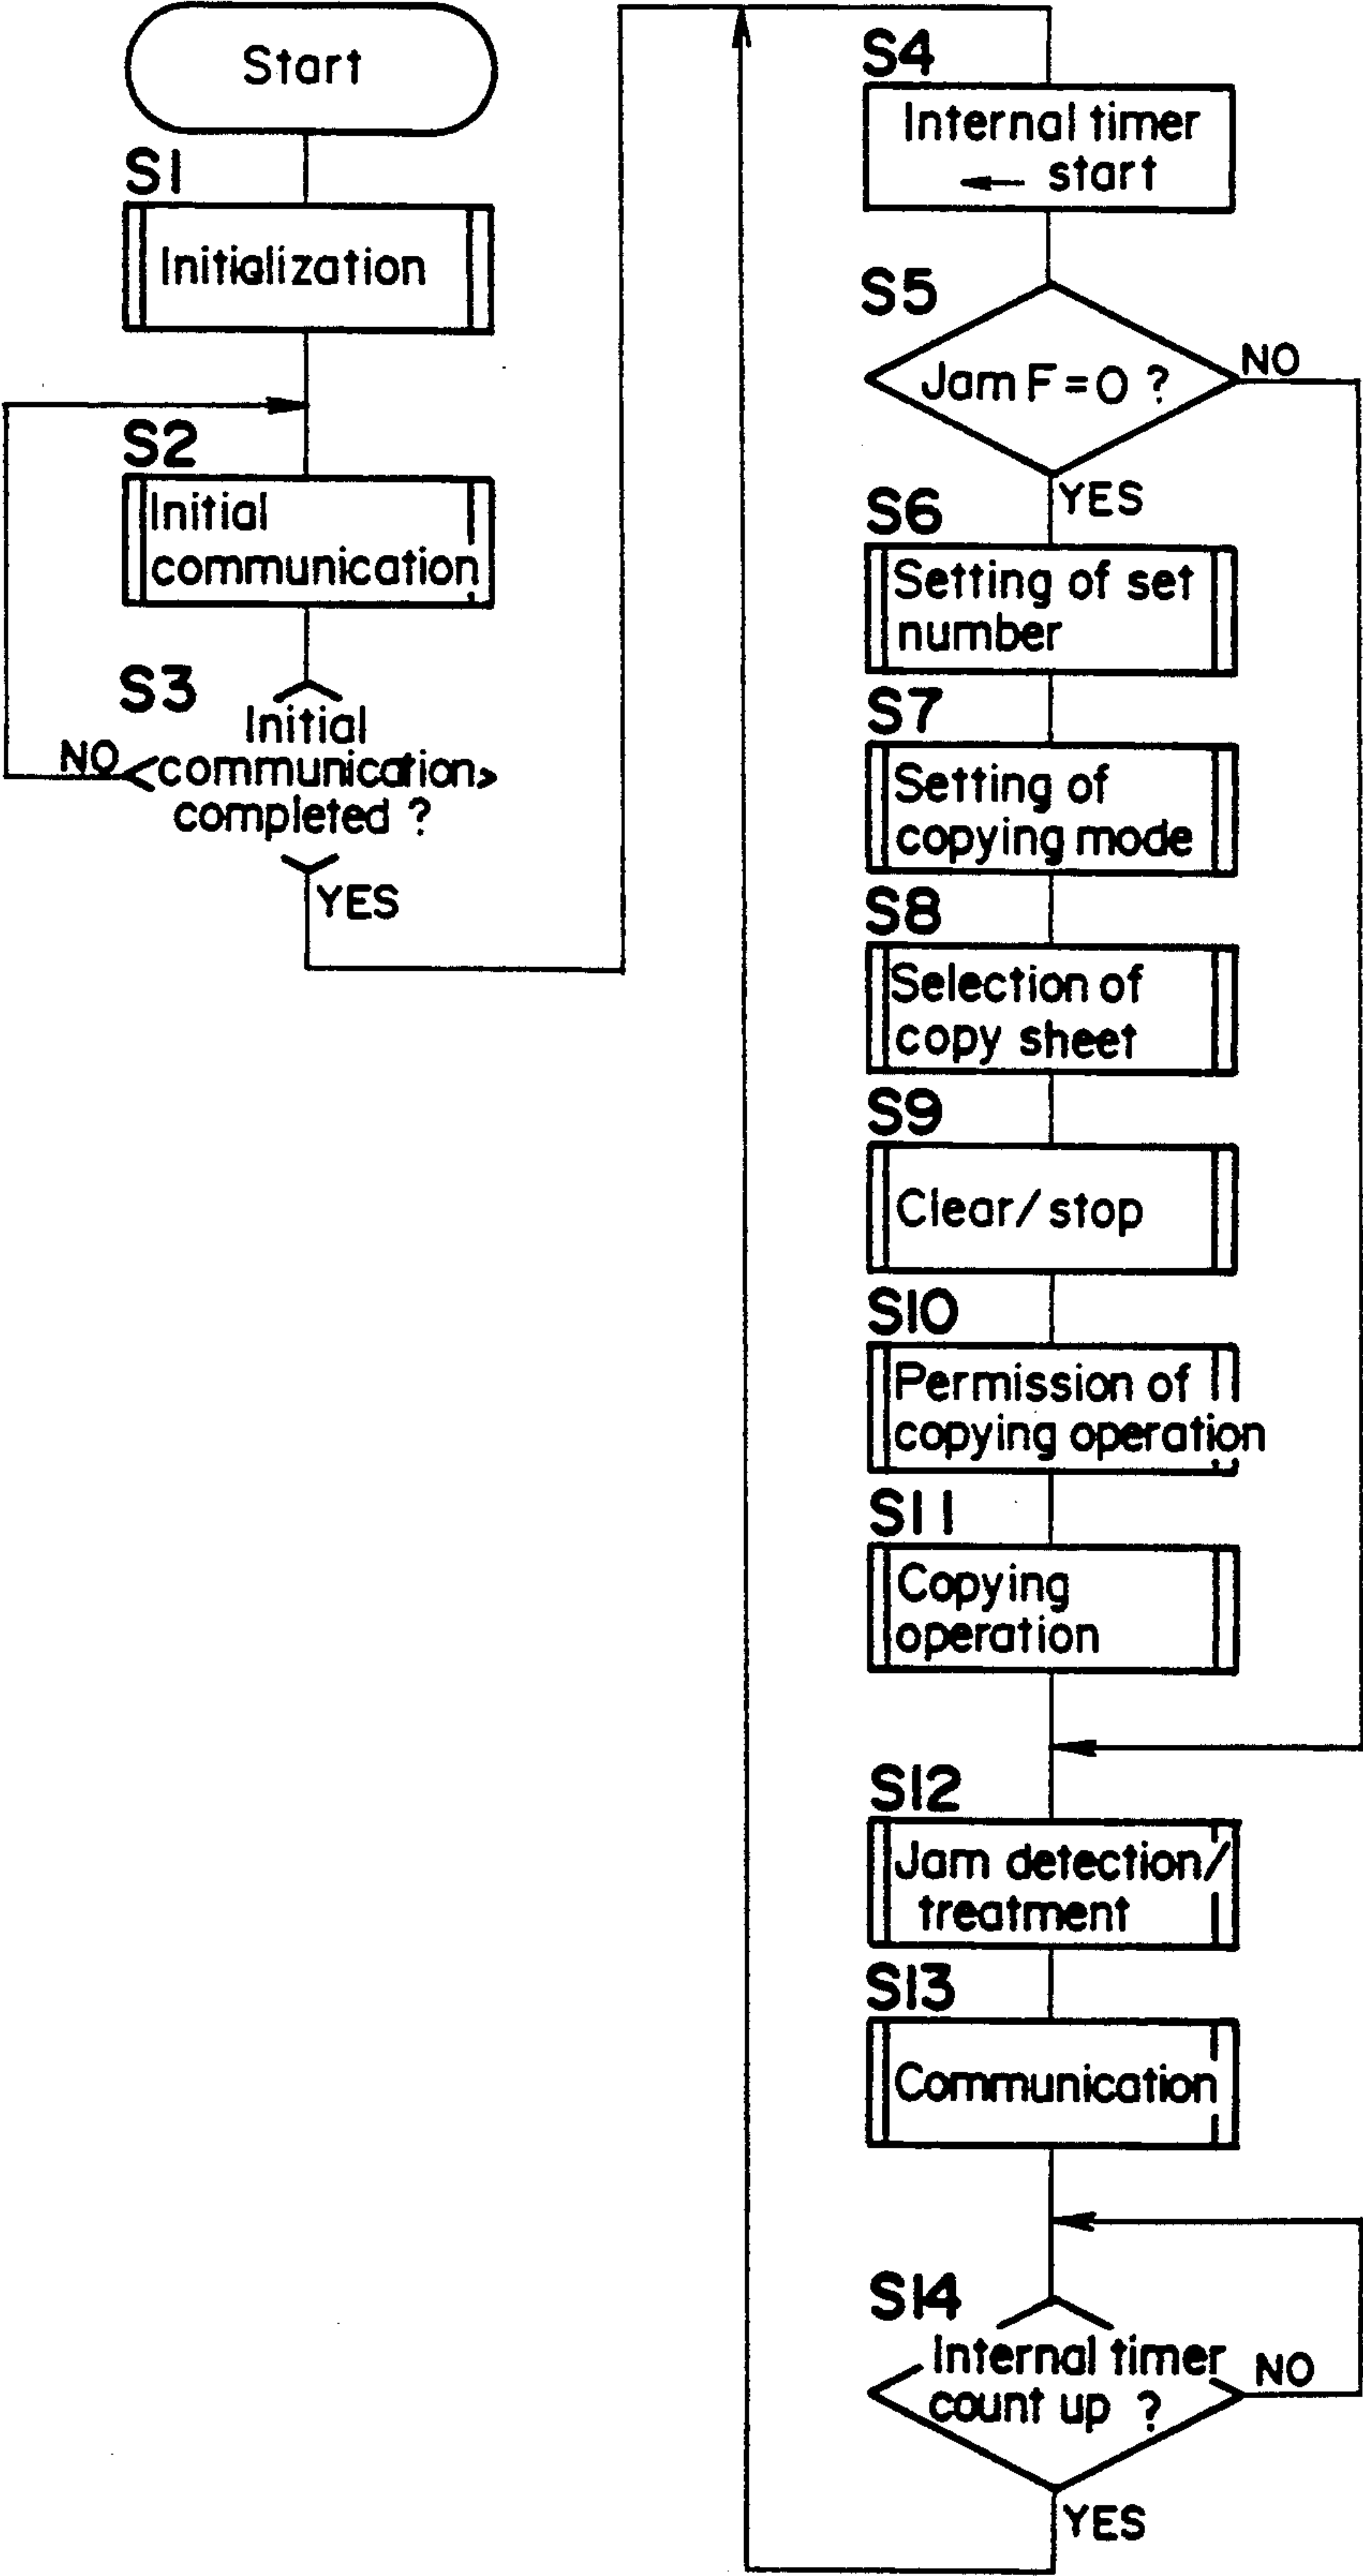 Start
S1
Initialization
S2
Initial
communication
S3
Initial
communication
completed ?
NO
YES
S4
Internal timer
← start
S5
Jam F = 0 ?
NO
YES
S6
Setting of set
number
S7
Setting of
copying mode
S8
Selection of
copy sheet
S9
Clear/stop
S10
Permission of
copying operation
S11
Copying
operation
S12
Jam detection/
treatment
S13
Communication
S14
Internal timer
count up ?
NO
YES